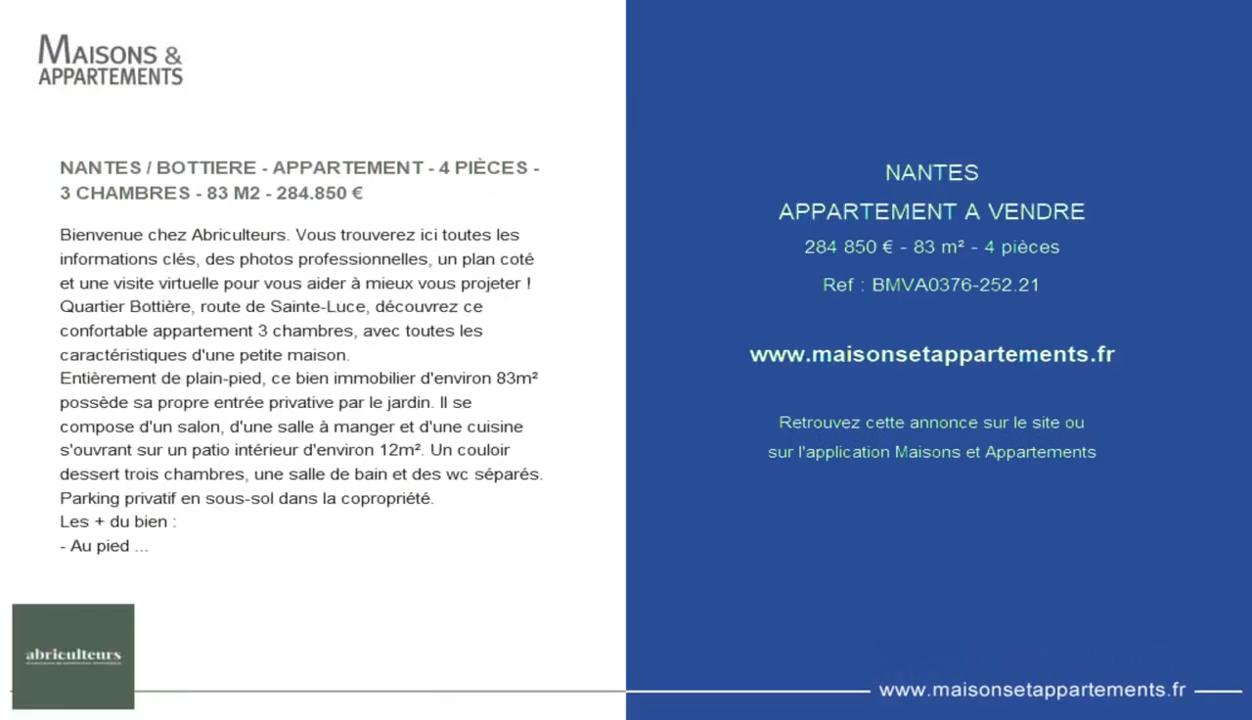 MAISONS &
APPARTEMENTS
NANTES / BOTTIERE - APPARTEMENT - 4 PIÈCES -
3 CHAMBRES - 83 M2 - 284.850 €
Bienvenue chez Abriculteurs. Vous trouverez ici toutes les
informations clés, des photos professionnelles, un plan coté
et une visite virtuelle pour vous aider à mieux vous projeter !
Quartier Bottière, route de Sainte-Luce, découvrez ce
confortable appartement 3 chambres, avec toutes les
caractéristiques d'une petite maison.
Entièrement de plain-pied, ce bien immobilier d'environ 83m²
possède sa propre entrée privative par le jardin. Il se
compose d'un salon, d'une salle à manger et d'une cuisine
s'ouvrant sur un patio intérieur d'environ 12m². Un couloir
dessert trois chambres, une salle de bain et des wc séparés.
Parking privatif en sous-sol dans la copropriété.
Les + du bien :
- Au pied ...
abriculteurs
NANTES
APPARTEMENT A VENDRE
284 850 € - 83 m² - 4 pièces
Ref : BMVA0376-252.21
www.maisonsetappartements.fr
Retrouvez cette annonce sur le site ou
sur l'application Maisons et Appartements
www.maisonsetappartements.fr